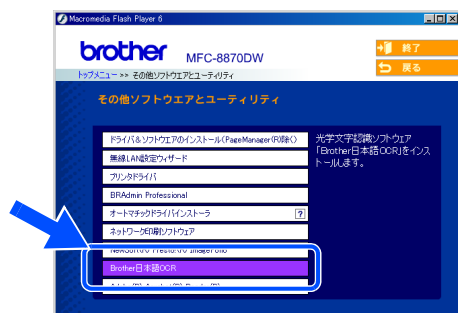 Macromedia Flash Player 6
brother MFC-8870DW
終了
戻る
トップメニュー >> その他ソフトウエアとユーティリティ
その他ソフトウエアとユーティリティ
ドライバ&ソフトウエアのインストール(PageManager(R)除く)
無線LAN設定ウィザード
プリンタドライバ
BRAdmin Professional
オートマチックドライバインストーラ ?
ネットワーク印刷ソフトウェア
NewSoft(R) Presto!(R) ImageFolio
Brother日本語OCR
光学文字認識ソフトウエア
「Brother日本語OCR」をインス
トールします。